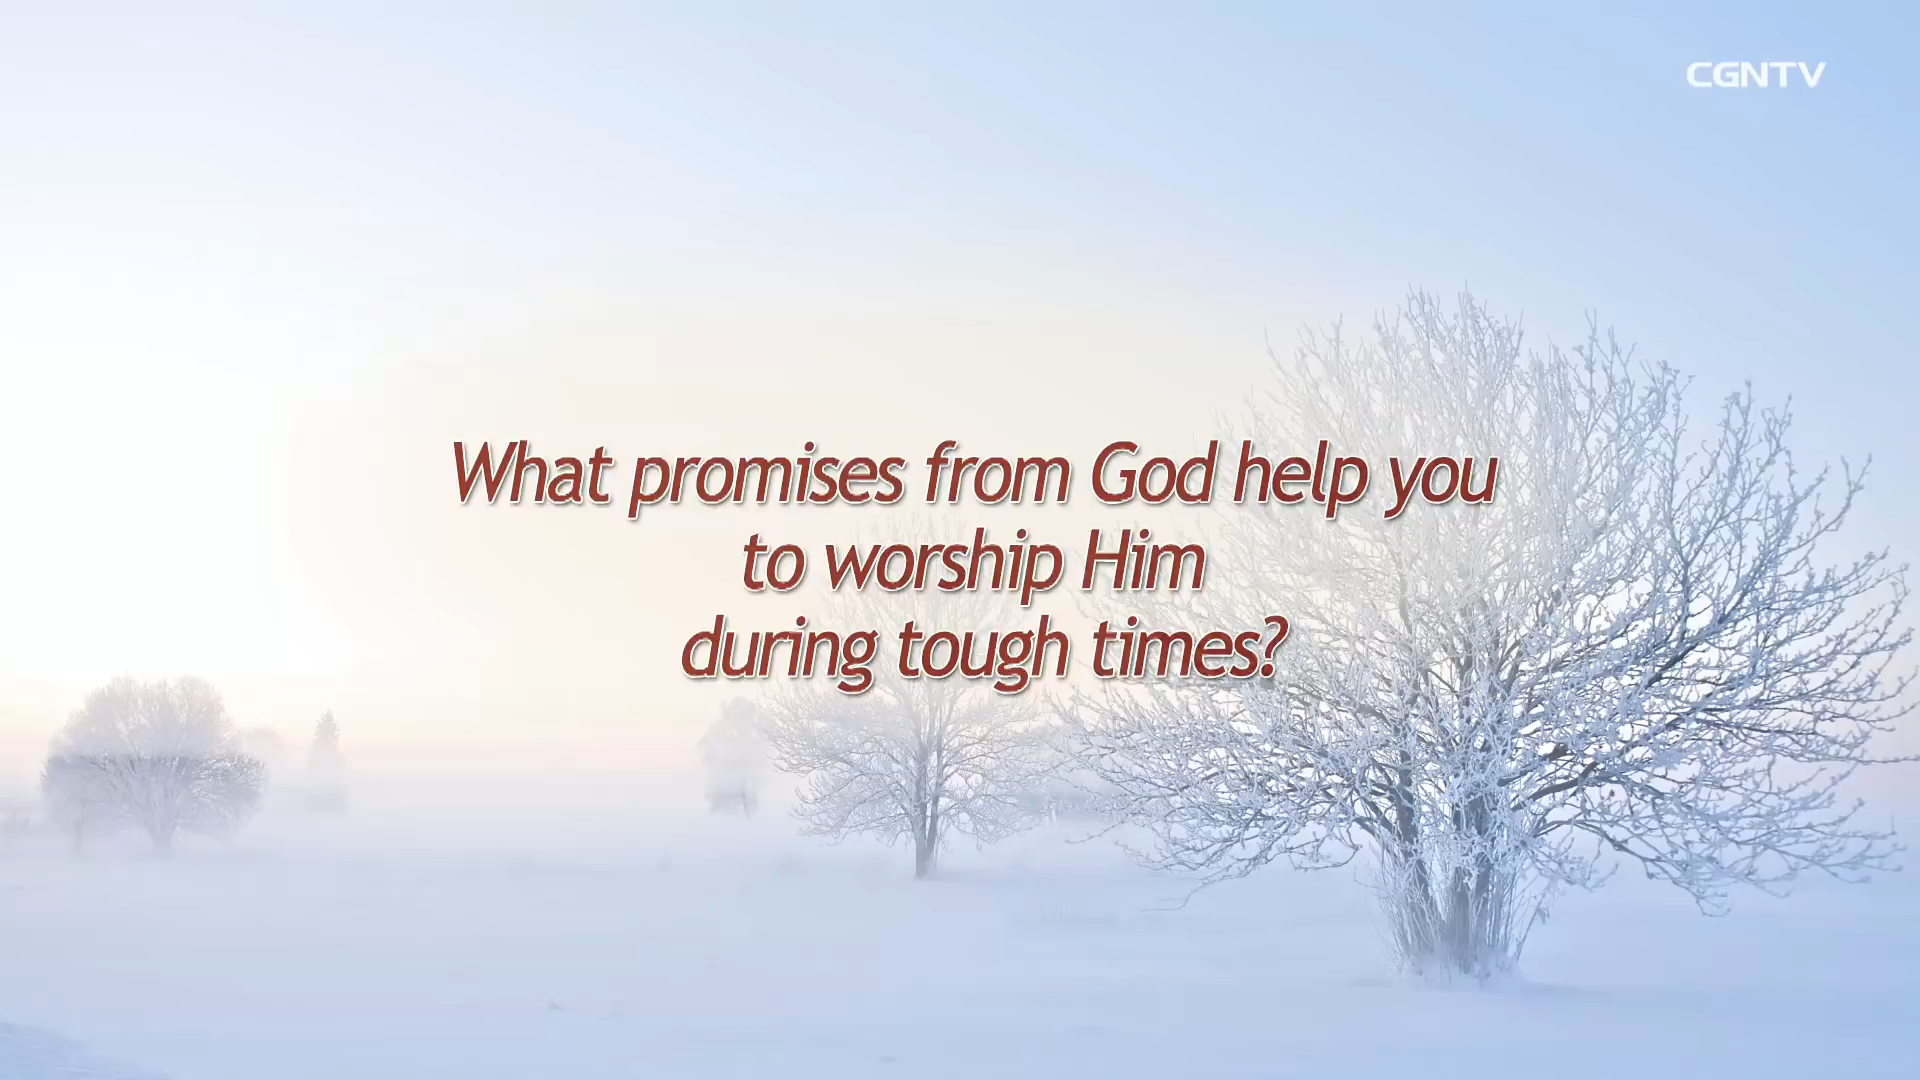 CGNTV
What promises from God help you
to worship Him
during tough times?